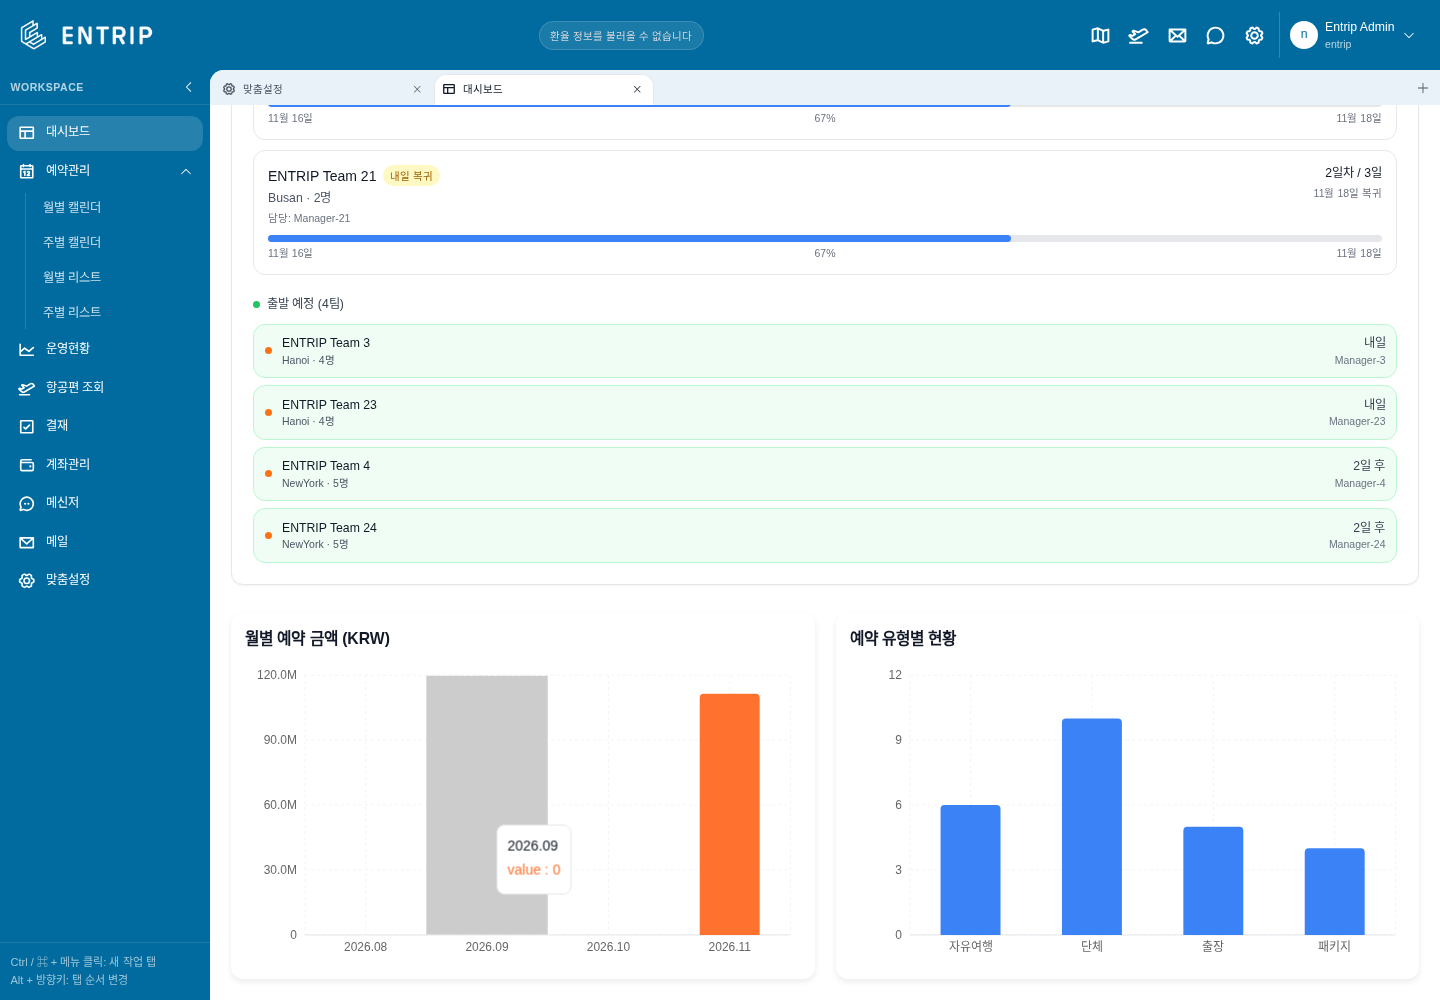 ENTRIP
환율 정보를 불러올 수 없습니다
n
Entrip Admin
entrip
WORKSPACE
대시보드
예약관리
월별 캘린더
주별 캘린더
월별 리스트
주별 리스트
운영현황
항공편 조회
결재
계좌관리
메신저
메일
맞춤설정
Ctrl / ⌘ + 메뉴 클릭: 새 작업 탭
Alt + 방향키: 탭 순서 변경
맞춤설정
대시보드
11월 16일 67% 11월 18일
ENTRIP Team 21 내일 복귀 2일차 / 3일
Busan · 2명 11월 18일 복귀
담당: Manager-21
11월 16일 67% 11월 18일
출발 예정 (4팀)
ENTRIP Team 3 내일
Hanoi · 4명 Manager-3
ENTRIP Team 23 내일
Hanoi · 4명 Manager-23
ENTRIP Team 4 2일 후
NewYork · 5명 Manager-4
ENTRIP Team 24 2일 후
NewYork · 5명 Manager-24
월별 예약 금액 (KRW)
120.0M
90.0M
60.0M
30.0M
0
2026.08 2026.09 2026.10 2026.11
2026.09
value : 0
예약 유형별 현황
12
9
6
3
0
자유여행 단체 출장 패키지